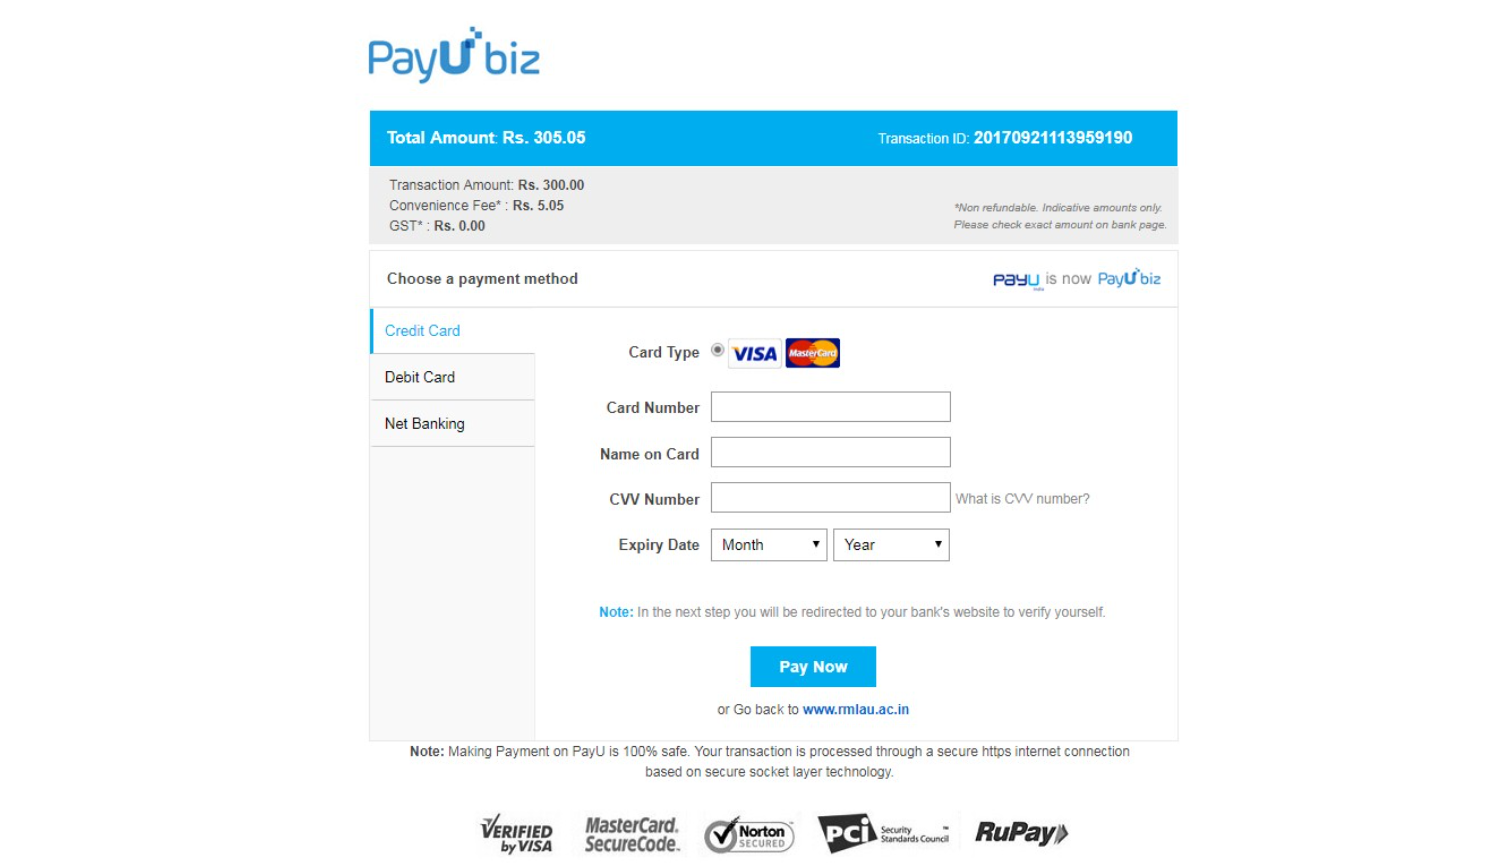 PayU biz
Total Amount: Rs. 305.05
Transaction ID: 20170921113959190
Transaction Amount: Rs. 300.00
Convenience Fee* : Rs. 5.05
GST* : Rs. 0.00
*Non refundable. Indicative amounts only.
Please check exact amount on bank page.
Choose a payment method
PayU india is now PayU biz
Credit Card
Debit Card
Net Banking
Card Type VISA MasterCard
Card Number
Name on Card
CVV Number What is CVV number?
Expiry Date Month Year
Note: In the next step you will be redirected to your bank's website to verify yourself.
Pay Now
or Go back to www.rmlau.ac.in
Note: Making Payment on PayU is 100% safe. Your transaction is processed through a secure https internet connection
based on secure socket layer technology.
VERIFIED
by VISA
MasterCard.
SecureCode.
Norton
SECURED
PCi Security
Standards Council
RuPay